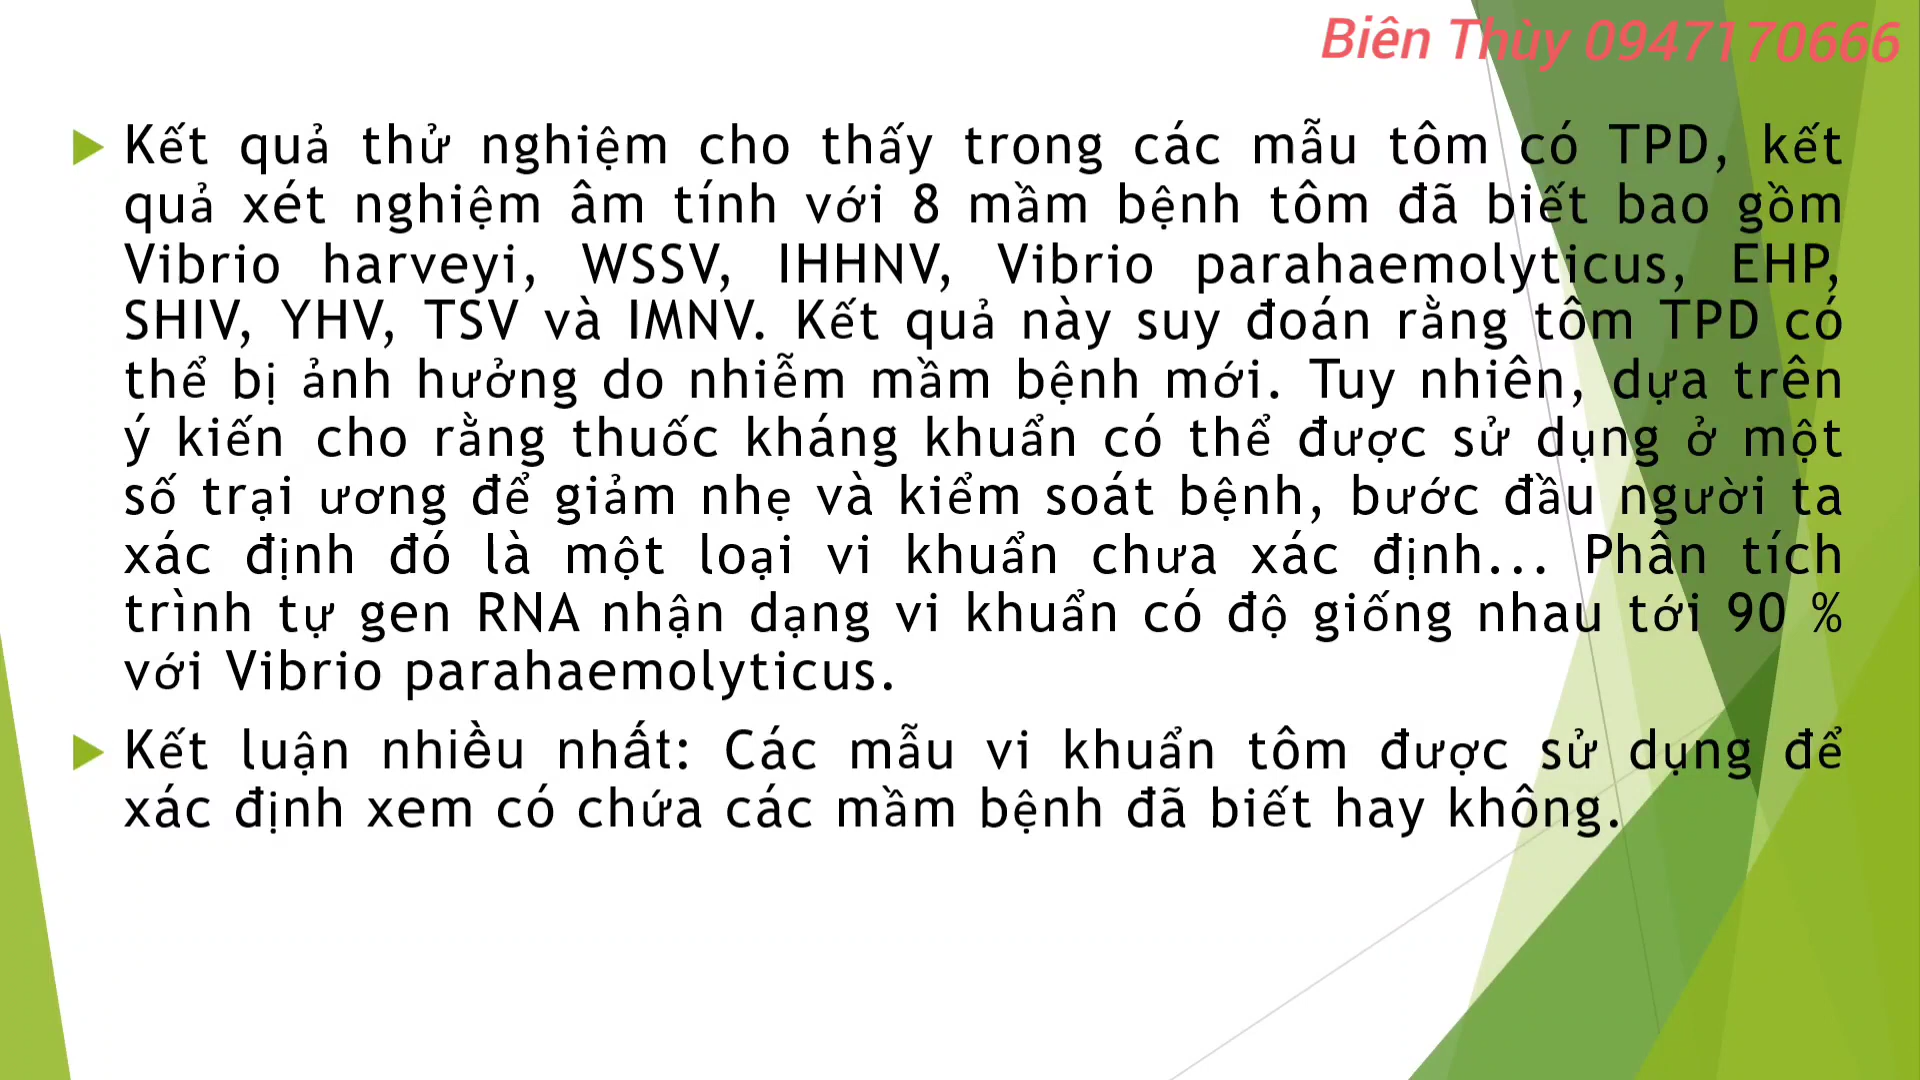 Biên Thùy 0947170666
Kết quả thử nghiệm cho thấy trong các mẫu tôm có TPD, kết
quả xét nghiệm âm tính với 8 mầm bệnh tôm đã biết bao gồm
Vibrio harveyi, WSSV, IHHNV, Vibrio parahaemolyticus, EHP,
SHIV, YHV, TSV và IMNV. Kết quả này suy đoán rằng tôm TPD có
thể bị ảnh hưởng do nhiễm mầm bệnh mới. Tuy nhiên, dựa trên
ý kiến cho rằng thuốc kháng khuẩn có thể được sử dụng ở một
số trại ương để giảm nhẹ và kiểm soát bệnh, bước đầu người ta
xác định đó là một loại vi khuẩn chưa xác định... Phân tích
trình tự gen RNA nhận dạng vi khuẩn có độ giống nhau tới 90 %
với Vibrio parahaemolyticus.
Kết luận nhiều nhất: Các mẫu vi khuẩn tôm được sử dụng để
xác định xem có chứa các mầm bệnh đã biết hay không.